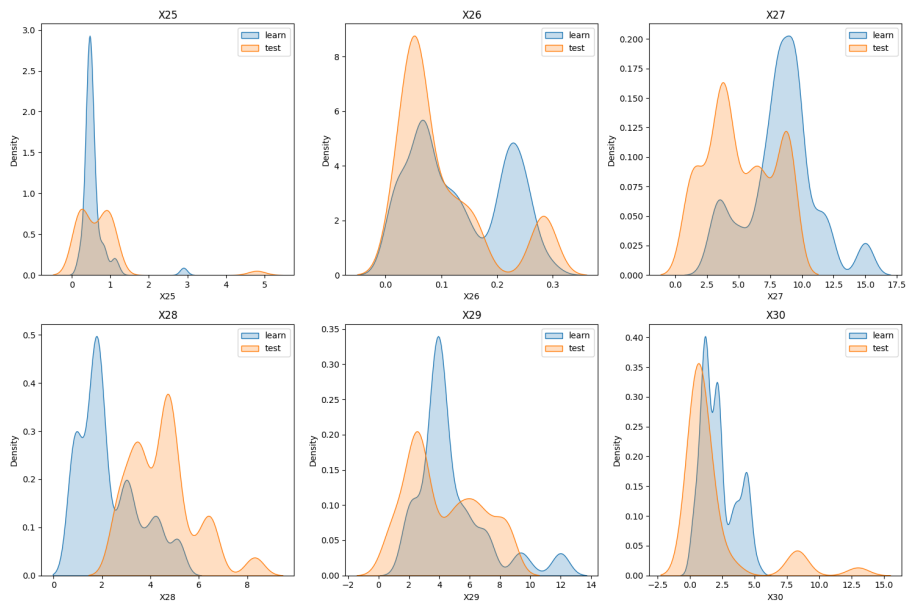 X25
3.0
2.5
2.0
1.5
1.0
0.5
0.0
Density
0
1
2
3
4
5
X25
learn
test
X26
8
6
4
2
0
Density
0.0
0.1
0.2
0.3
X26
learn
test
X27
0.200
0.175
0.150
0.125
0.100
0.075
0.050
0.025
0.000
Density
0.0
2.5
5.0
7.5
10.0
12.5
15.0
17.5
X27
learn
test
X28
0.5
0.4
0.3
0.2
0.1
0.0
Density
0
2
4
6
8
X28
learn
test
X29
0.35
0.30
0.25
0.20
0.15
0.10
0.05
0.00
Density
−2
0
2
4
6
8
10
12
14
X29
learn
test
X30
0.40
0.35
0.30
0.25
0.20
0.15
0.10
0.05
0.00
Density
−2.5
0.0
2.5
5.0
7.5
10.0
12.5
15.0
X30
learn
test